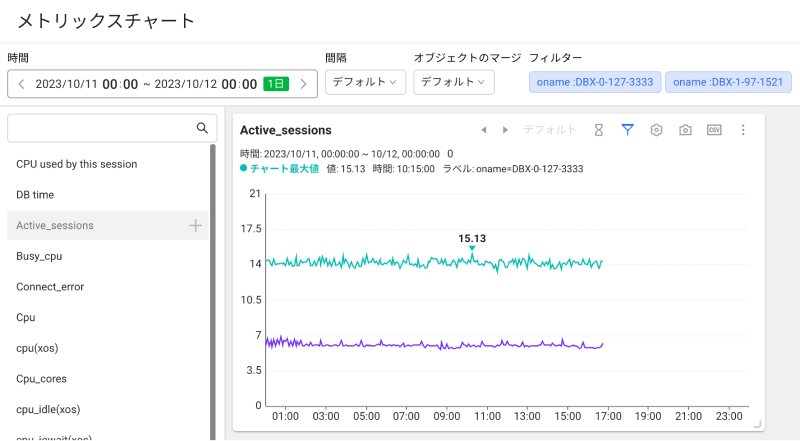 メトリックスチャート
時間 間隔 オブジェクトのマージ フィルター
2023/10/11 00:00 ~ 2023/10/12 00:00 1日 デフォルト デフォルト oname :DBX-0-127-3333 oname :DBX-1-97-1521
CPU used by this session
DB time
Active_sessions
Busy_cpu
Connect_error
Cpu
cpu(xos)
Cpu_cores
cpu_idle(xos)
cpu_iowait(xos)
Active_sessions デフォルト CSV
時間: 2023/10/11, 00:00:00 ~ 10/12, 00:00:00 0
チャート最大値 値: 15.13 時間: 10:15:00 ラベル: oname=DBX-0-127-3333
21
17.5
15.13
14
10.5
7
3.5
0
01:00 03:00 05:00 07:00 09:00 11:00 13:00 15:00 17:00 19:00 21:00 23:00